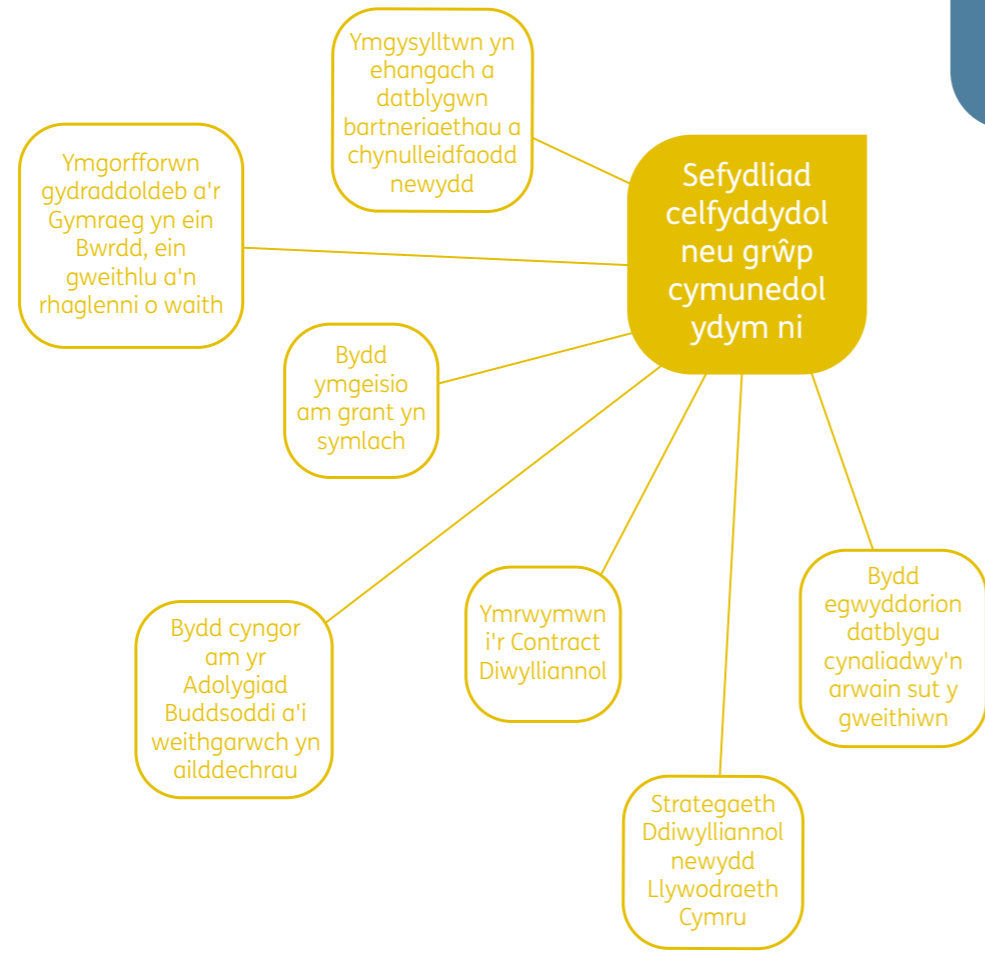 Ymgysylltwn yn
ehangach a
datblygwn
bartneriaethau a
chynulleidfaodd
newydd
Ymgorfforwn
gydraddoldeb a'r
Gymraeg yn ein
Bwrdd, ein
gweithlu a'n
rhaglenni o waith
Sefydliad
celfyddydol
neu grŵp
cymunedol
ydym ni
Bydd
ymgeisio
am grant yn
symlach
Bydd cyngor
am yr
Adolygiad
Buddsoddi a'i
weithgarwch yn
ailddechrau
Ymrwymwn
i'r Contract
Diwylliannol
Bydd
egwyddorion
datblygu
cynaliadwy'n
arwain sut y
gweithiwn
Strategaeth
Ddiwylliannol
newydd
Llywodraeth
Cymru